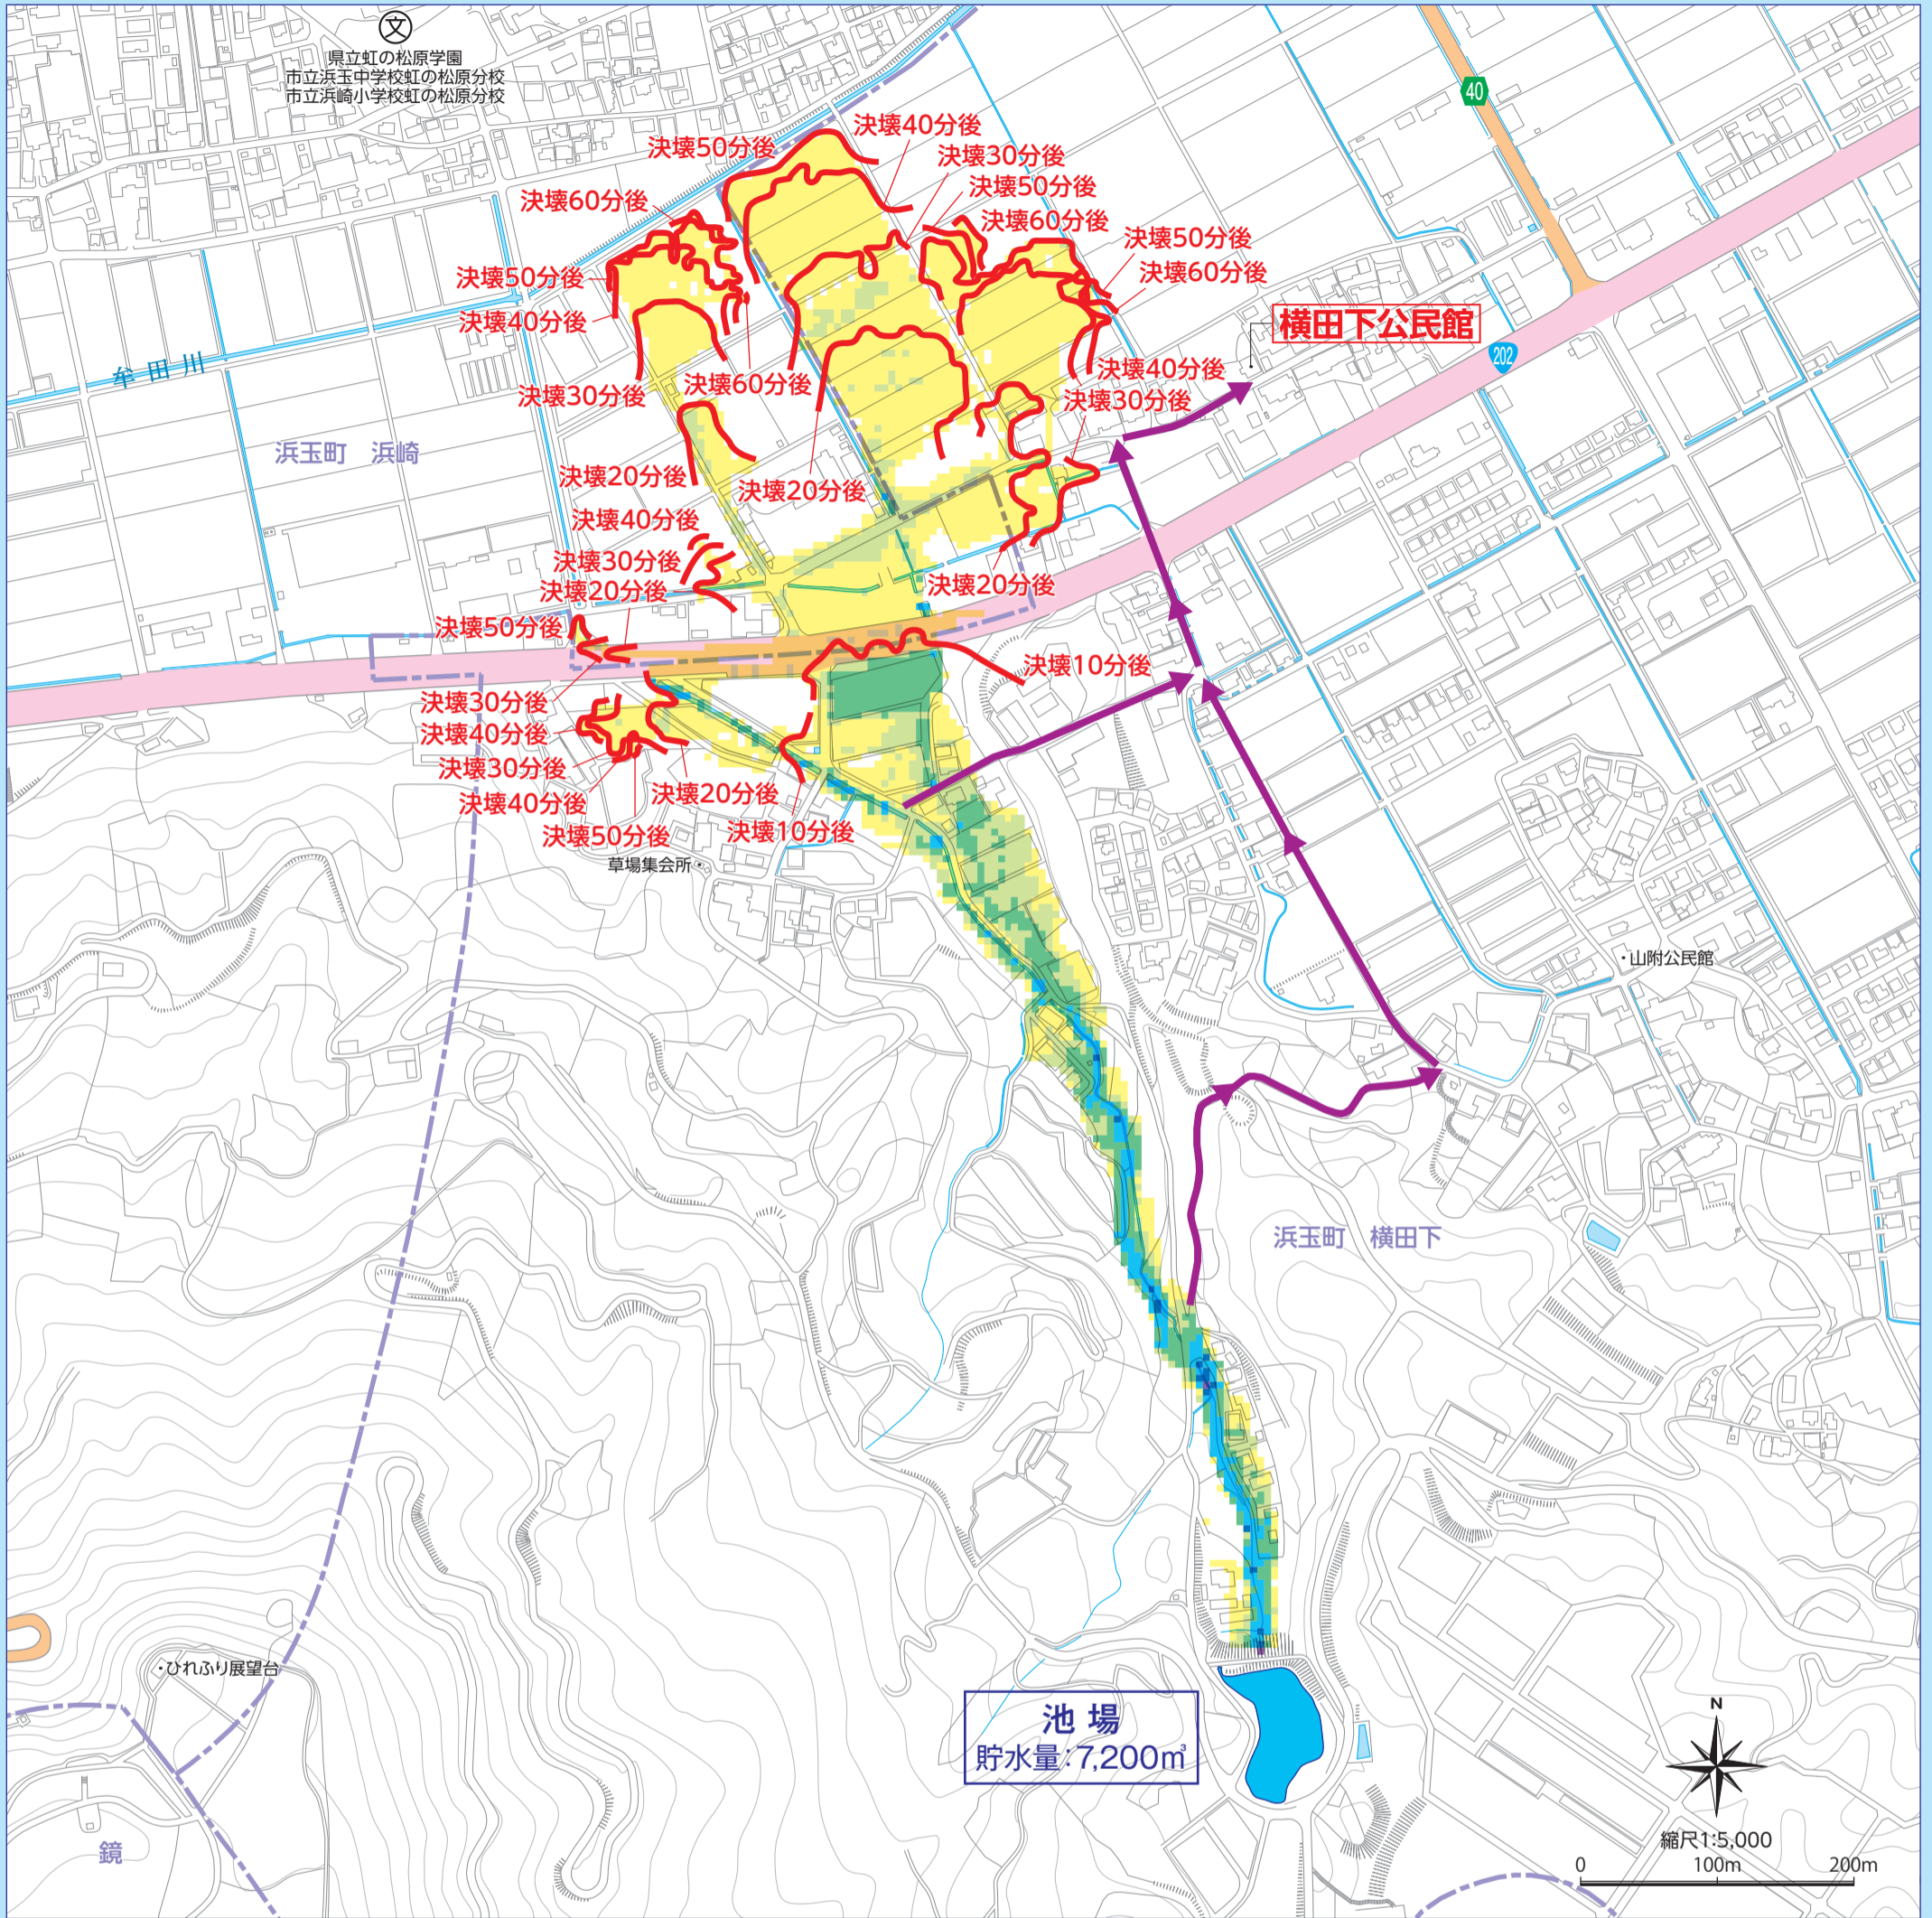 文
県立虹の松原学園
市立浜玉中学校虹の松原分校
市立浜崎小学校虹の松原分校
40
決壊40分後
決壊50分後
決壊30分後
決壊50分後
決壊60分後
決壊60分後
決壊50分後
決壊60分後
決壊50分後
決壊40分後
横田下公民館
202
牟田川
決壊40分後
決壊60分後
決壊30分後
決壊30分後
浜玉町 浜崎
決壊20分後
決壊20分後
決壊40分後
決壊30分後
決壊20分後
決壊20分後
決壊50分後
決壊10分後
決壊30分後
決壊40分後
決壊30分後
決壊20分後
決壊40分後
決壊10分後
決壊50分後
草場集会所
山附公民館
浜玉町 横田下
ひれふり展望台
池場
貯水量:7,200㎥
N
鏡
縮尺1:5,000
0 100m 200m